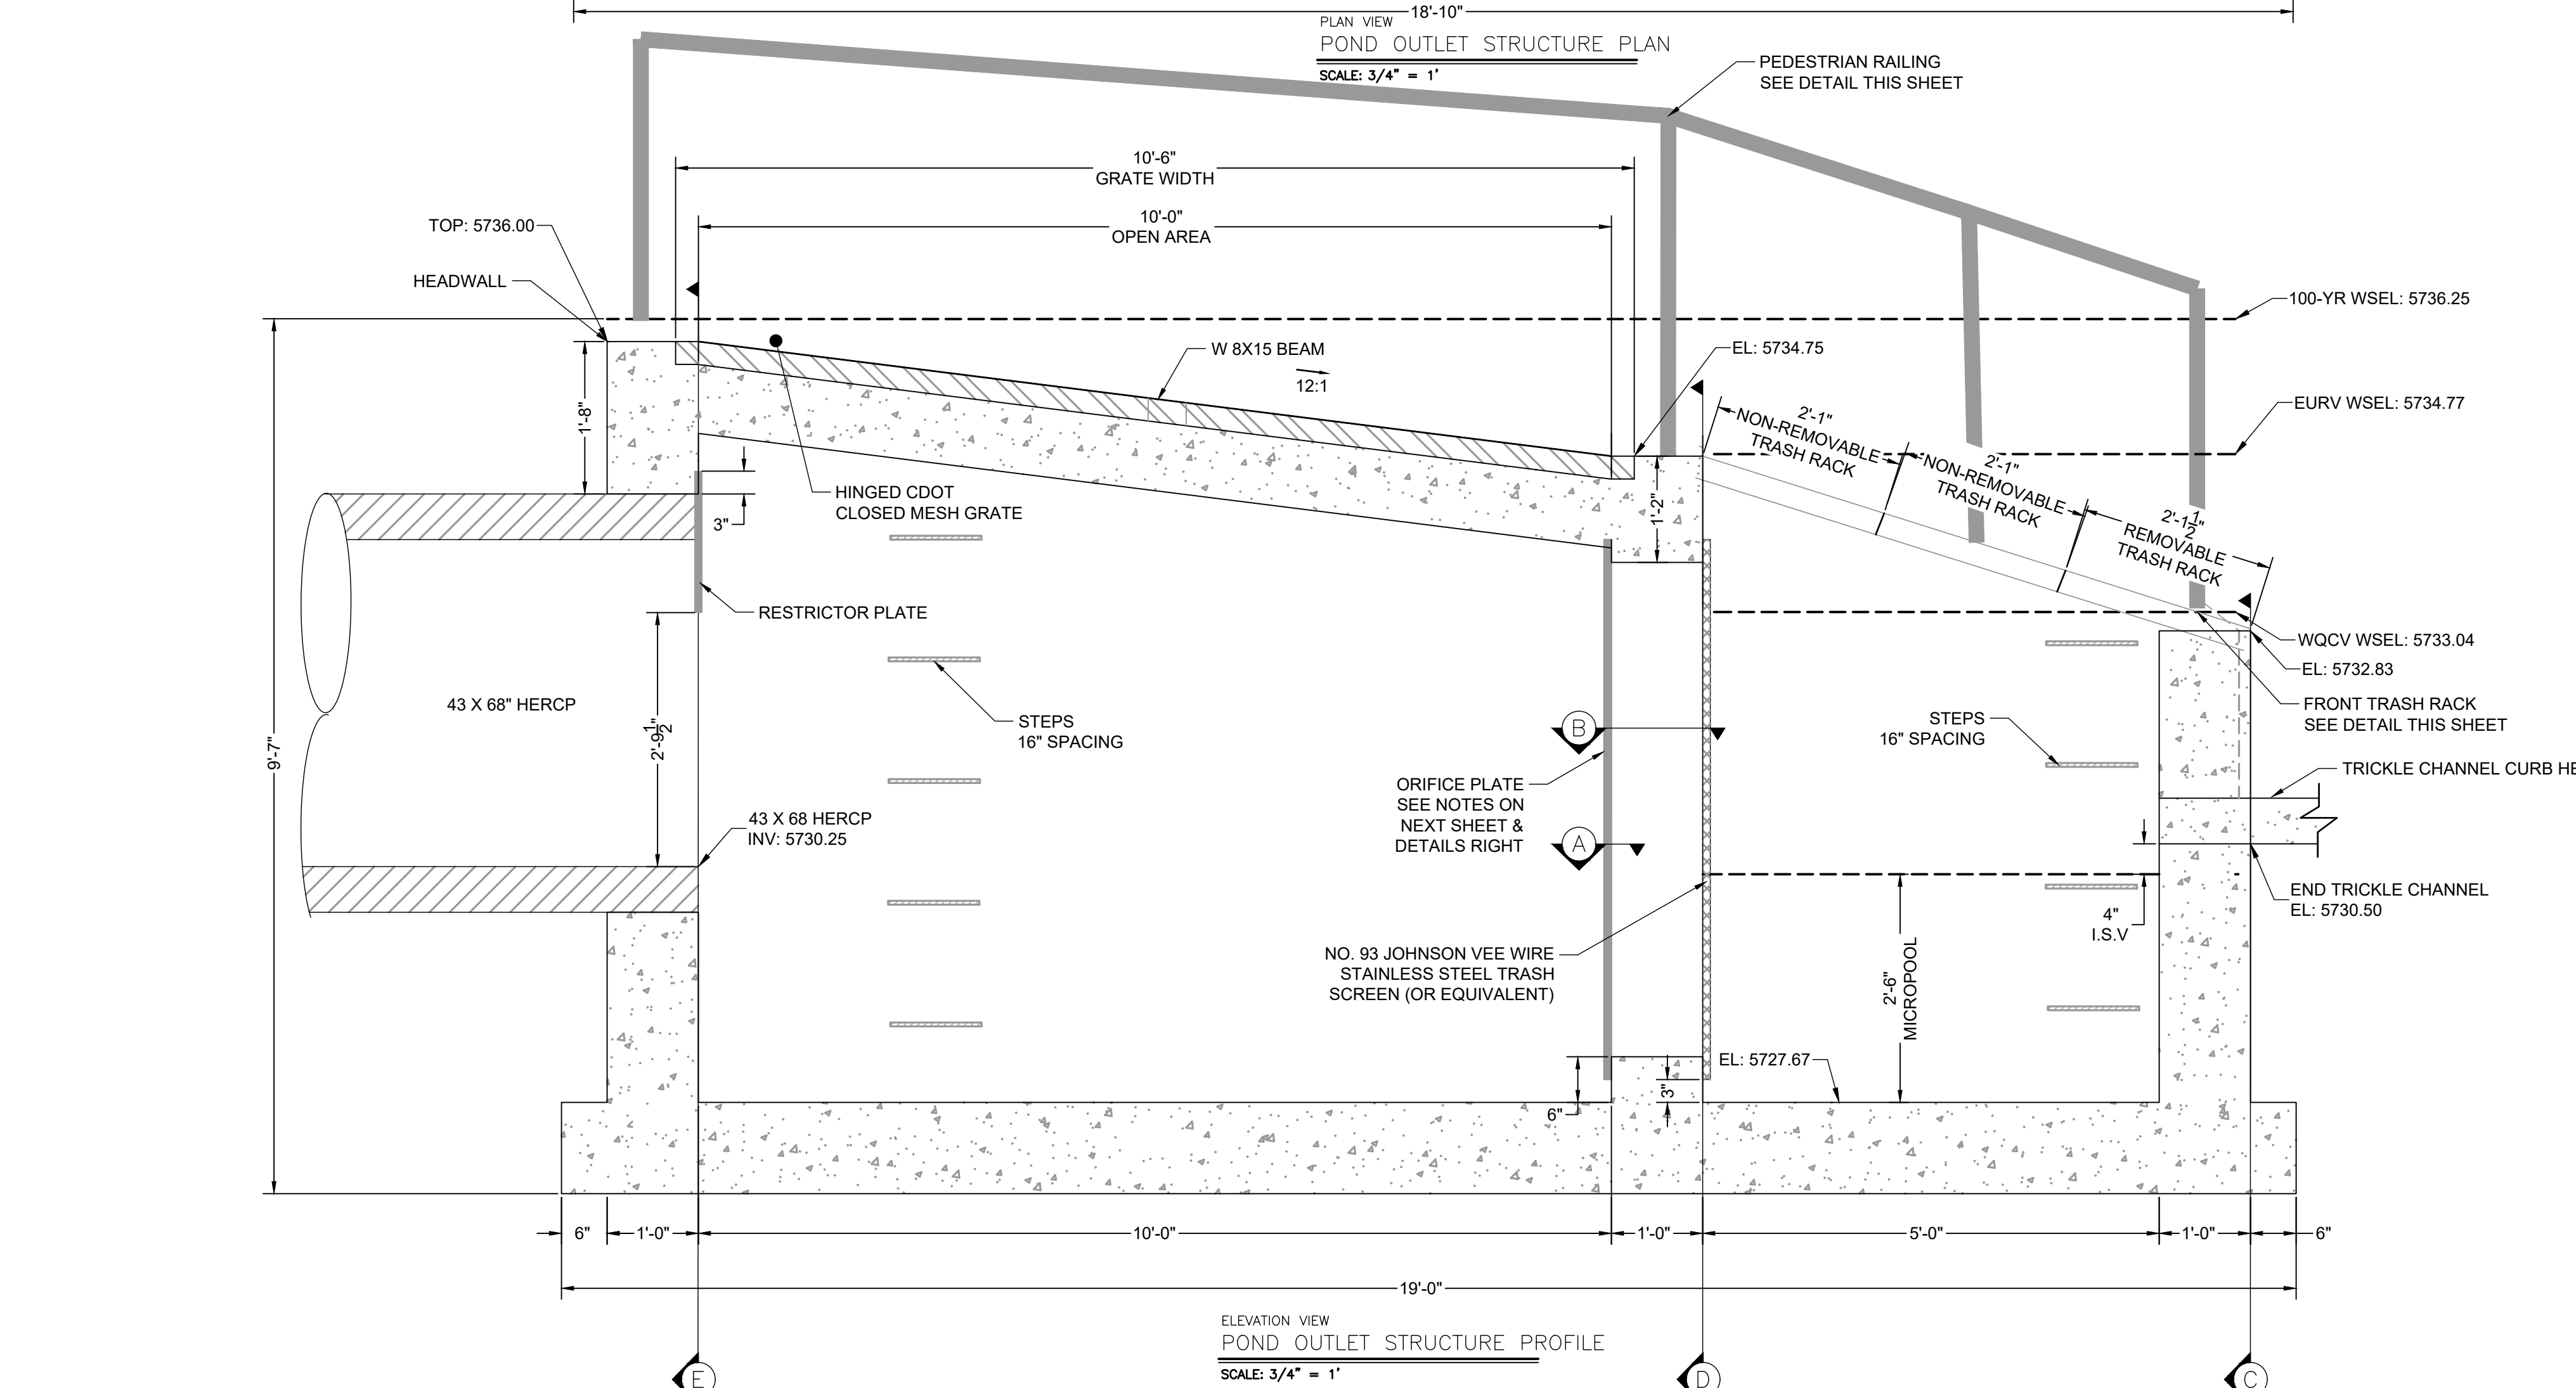 18'-10"
PLAN VIEW
POND OUTLET STRUCTURE PLAN
SCALE: 3/4" = 1'
PEDESTRIAN RAILING
SEE DETAIL THIS SHEET
10'-6"
GRATE WIDTH
10'-0"
OPEN AREA
TOP: 5736.00
HEADWALL
100-YR WSEL: 5736.25
W 8X15 BEAM
12:1
EL: 5734.75
EURV WSEL: 5734.77
2'-1"
NON-REMOVABLE
TRASH RACK
2'-1"
NON-REMOVABLE
TRASH RACK
2'-1 1/2"
REMOVABLE
TRASH RACK
1'-8"
3"
HINGED CDOT
CLOSED MESH GRATE
1'-2"
RESTRICTOR PLATE
WQCV WSEL: 5733.04
EL: 5732.83
FRONT TRASH RACK
SEE DETAIL THIS SHEET
43 X 68" HERCP
2'-9 1/2"
9'-7"
STEPS
16" SPACING
B
STEPS
16" SPACING
TRICKLE CHANNEL CURB HE
ORIFICE PLATE
SEE NOTES ON
NEXT SHEET &
DETAILS RIGHT
43 X 68 HERCP
INV: 5730.25
A
END TRICKLE CHANNEL
EL: 5730.50
4"
I.S.V
NO. 93 JOHNSON VEE WIRE
STAINLESS STEEL TRASH
SCREEN (OR EQUIVALENT)
2'-6"
MICROPOOL
EL: 5727.67
3"
6"
6"
1'-0"
10'-0"
1'-0"
5'-0"
1'-0"
6"
19'-0"
ELEVATION VIEW
POND OUTLET STRUCTURE PROFILE
SCALE: 3/4" = 1'
E
D
C